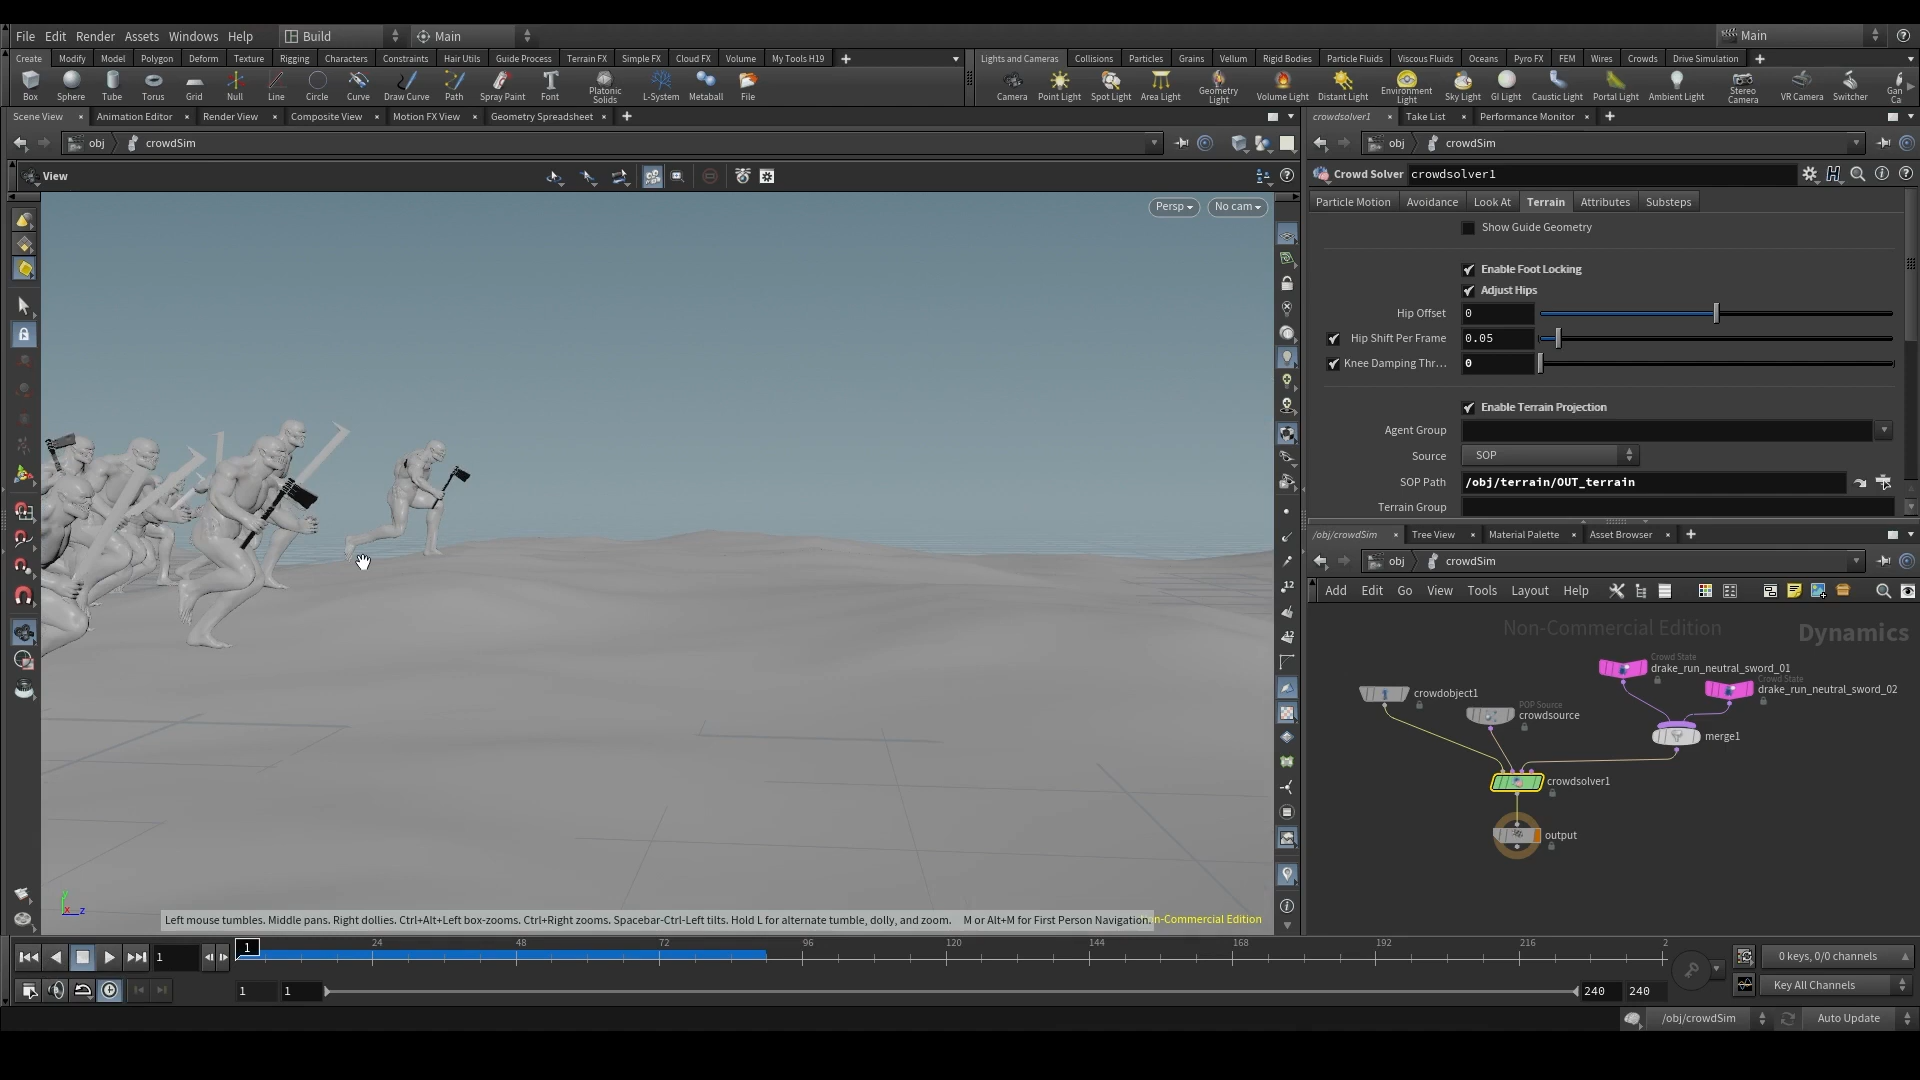 File Edit Render Assets Windows Help Build Main Main
Create Modify Model Polygon Deform Texture Rigging Characters Constraints Hair Utils Guide Process Terrain FX Simple FX Cloud FX Volume My Tools H19
Lights and Cameras Collisions Particles Grains Vellum Rigid Bodies Particle Fluids Viscous Fluids Oceans Pyro FX FEM Wires Crowds Drive Simulation
Box Sphere Tube Torus Grid Null Line Circle Curve Draw Curve Path Spray Paint Font Platonic Solids L-System Metaball File
Camera Point Light Spot Light Area Light Geometry Light Volume Light Distant Light Environment Light Sky Light GI Light Caustic Light Portal Light Ambient Light Stereo Camera VR Camera Switcher Gan Ca
Scene View Animation Editor Render View Composite View Motion FX View Geometry Spreadsheet
obj crowdSim
View
Persp No cam
Left mouse tumbles. Middle pans. Right dollies. Ctrl+Alt+Left box-zooms. Ctrl+Right zooms. Spacebar-Ctrl-Left tilts. Hold L for alternate tumble, dolly, and zoom. M or Alt+M for First Person Navigation.
n-Commercial Edition
y
x
z
12
12
crowdsolver1 Take List Performance Monitor
obj crowdSim
Crowd Solver crowdsolver1
Particle Motion Avoidance Look At Terrain Attributes Substeps
Show Guide Geometry
Enable Foot Locking
Adjust Hips
Hip Offset 0
Hip Shift Per Frame 0.05
Knee Damping Thr... 0
Enable Terrain Projection
Agent Group
Source SOP
SOP Path /obj/terrain/OUT_terrain
Terrain Group
/obj/crowdSim Tree View Material Palette Asset Browser
obj crowdSim
Add Edit Go View Tools Layout Help
Non-Commercial Edition
Dynamics
Crowd State
drake_run_neutral_sword_01
Crowd State
drake_run_neutral_sword_02
crowdobject1
POP Source
crowdsource
merge1
crowdsolver1
output
1 1 24 48 72 96 120 144 168 192 216 2
1 1 240 240
0 keys, 0/0 channels
Key All Channels
/obj/crowdSim Auto Update